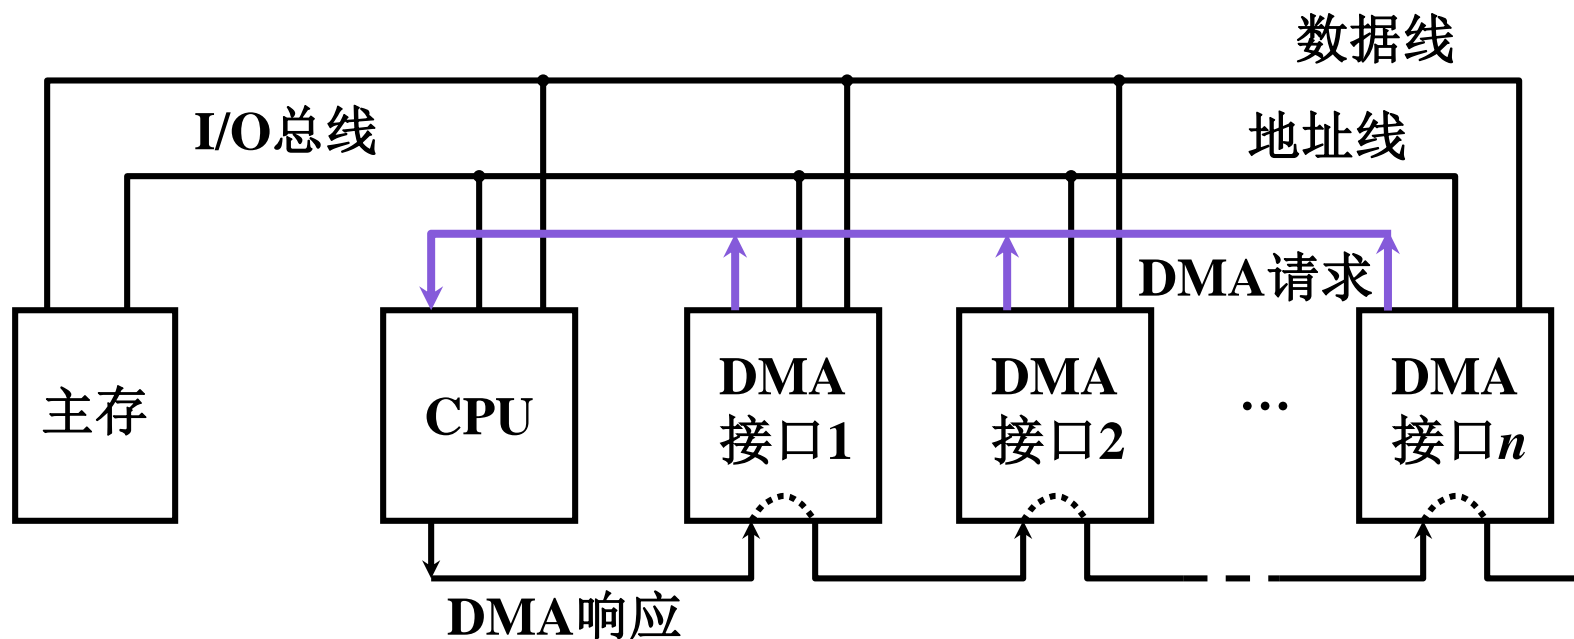 数据线
I/O总线
地址线
DMA请求
主存
CPU
DMA
接口1
DMA
接口2
...
DMA
接口n
DMA响应